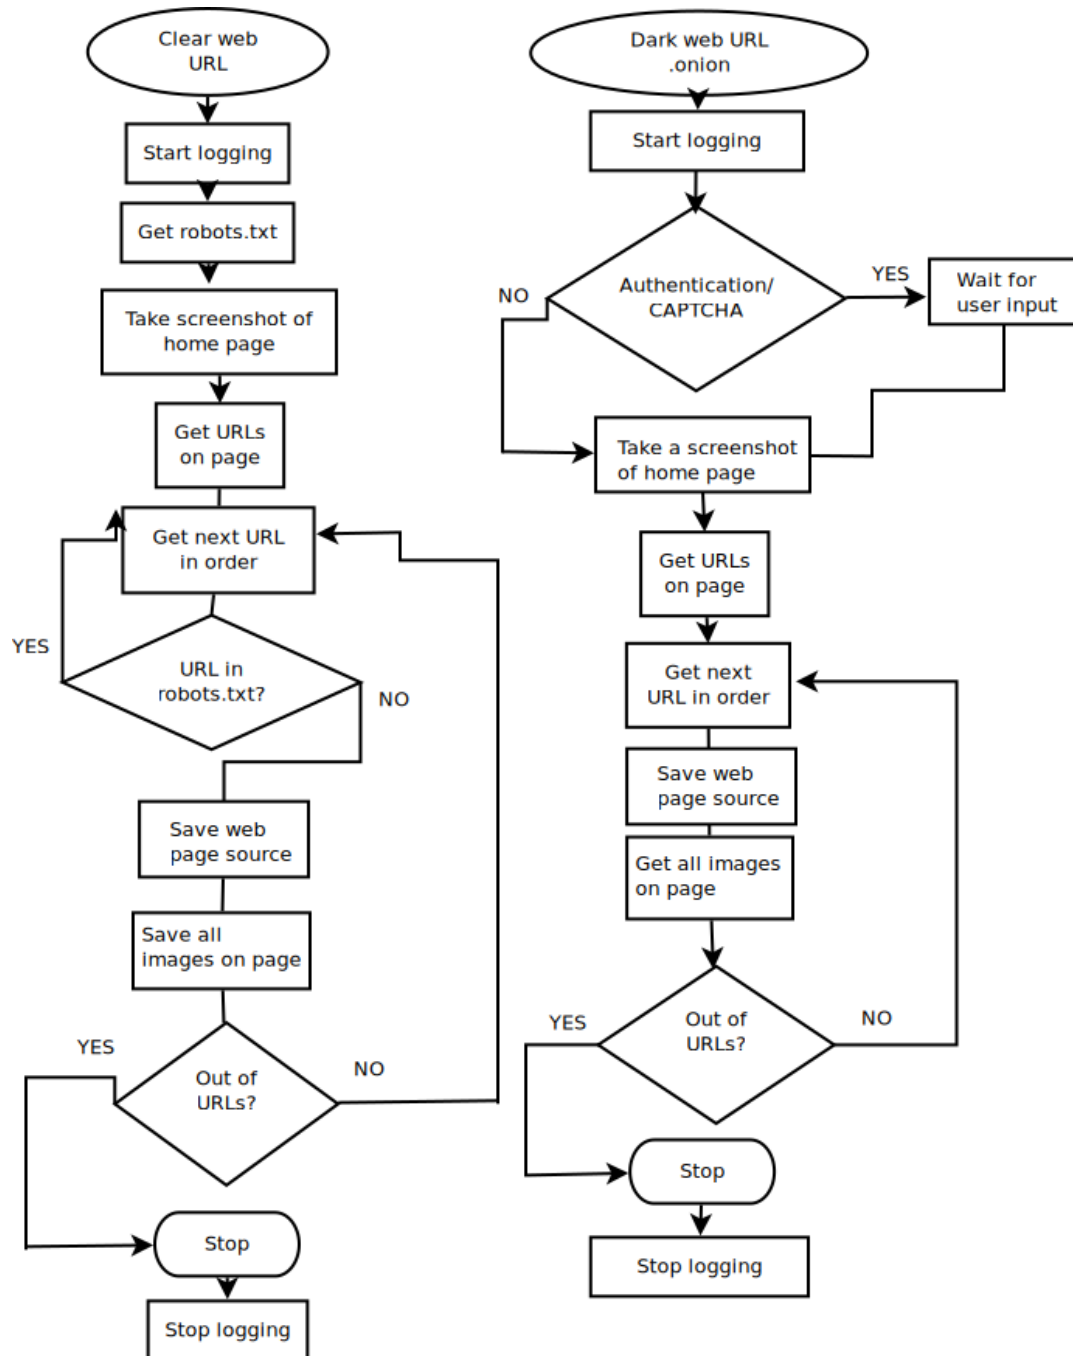 Clear web
URL
Start logging
Get robots.txt
Take screenshot of
home page
Get URLs
on page
Get next URL
in order
YES
URL in
robots.txt?
NO
Save web
page source
Save all
images on page
YES
Out of
URLs?
NO
Stop
Stop logging
Dark web URL
.onion
Start logging
NO
Authentication/
CAPTCHA
YES
Wait for
user input
Take a screenshot
of home page
Get URLs
on page
Get next
URL in order
Save web
page source
Get all images
on page
YES
Out of
URLs?
NO
Stop
Stop logging